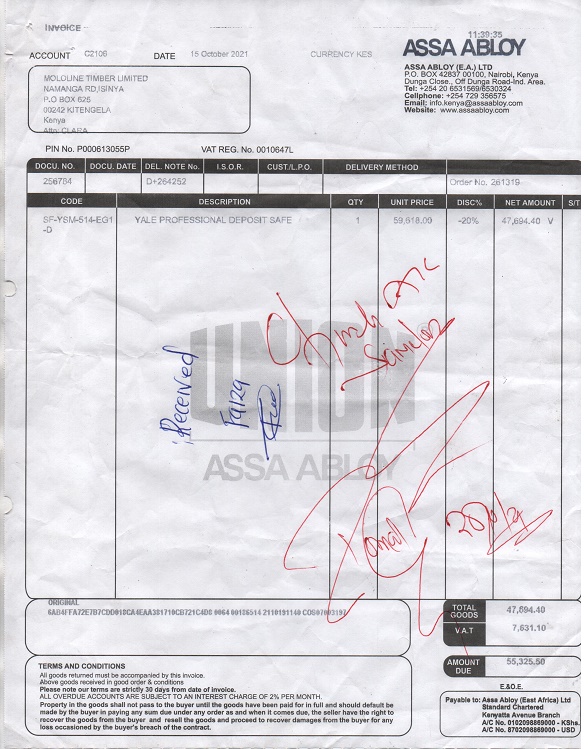 INVOICE
11:39:35
ASSA ABLOY
ACCOUNT C2106 DATE 15 October 2021 CURRENCY KES
ASSA ABLOY (E.A.) LTD
P.O. BOX 42837 00100, Nairobi, Kenya
Dunga Close., Off Dunga Road-Ind. Area.
Tel: +254 20 6531569/6530324
Cellphone: +254 729 356575
Email: info.kenya@assaabloy.com
Website: www.assaabloy.com
MOLOLINE TIMBER LIMITED
NAMANGA RD,ISINYA
P.O BOX 625
00242 KITENGELA
Kenya
Attn: CLARA
PIN No. P000613055P VAT REG. No. 0010647L
DOCU. NO. DOCU. DATE DEL. NOTE No. I.S.O.R. CUST/L.P.O. DELIVERY METHOD
256784 D+264252 Order No. 261319
CODE DESCRIPTION QTY UNIT PRICE DISC% NET AMOUNT S/T
SF-YSM-514-EG1 YALE PROFESSIONAL DEPOSIT SAFE 1 59,618.00 -20% 47,694.40 V
-D
UNION
ASSA ABLOY
Received
ORIGINAL
TOTAL GOODS 47,694.40
V.A.T 7,631.10
AMOUNT DUE 55,325.50
E.&O.E.
TERMS AND CONDITIONS
All goods returned must be accompanied by this invoice.
Above goods received in good order & conditions
Please note our terms are strictly 30 days from date of invoice.
ALL OVERDUE ACCOUNTS ARE SUBJECT TO AN INTEREST CHARGE OF 2% PER MONTH.
Property in the goods shall not pass to the buyer until the goods have been paid for in full and should default be
made by the buyer in paying any sum due under any order as and when it comes due, the seller have the right to
recover the goods from the buyer and resell the goods and proceed to recover damages from the buyer for any
loss occasioned by the buyer's breach of the contract.
Payable to: Assa Abloy (East Africa) Ltd
Standard Chartered
Kenyatta Avenue Branch
A/C No. 0102098869000 - KShs.
A/C No. 8702098869000 - USD